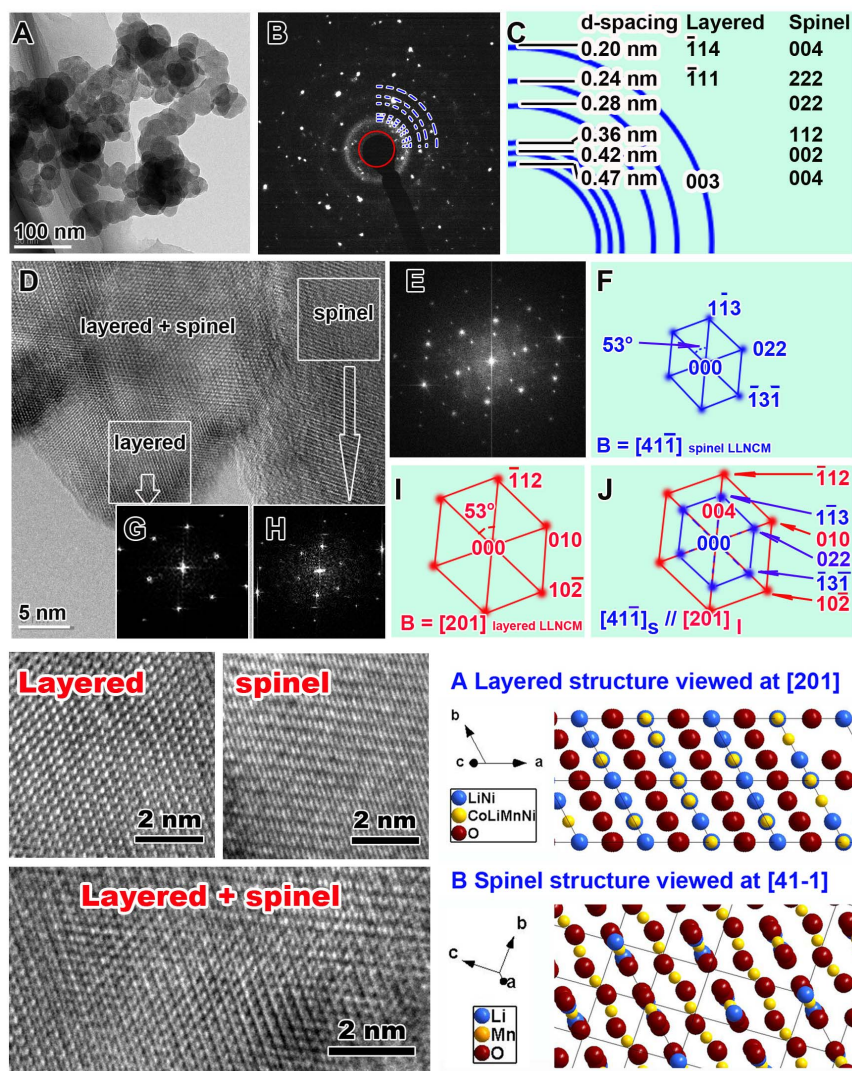 A
100 nm
B
C
d-spacing Layered Spinel
0.20 nm 1̄14 004
0.24 nm 1̄11 222
0.28 nm 022
0.36 nm 112
0.42 nm 002
0.47 nm 003 004
D
layered + spinel
spinel
layered
5 nm
G
H
E
F
11̄3
53°
022
000
1̄31̄
B = [411̄] spinel LLNCM
I
1̄12
53°
000
010
102̄
B = [201] layered LLNCM
J
1̄12
004
11̄3
000
010
022
1̄31̄
102̄
[411̄]s // [201] l
Layered
2 nm
spinel
2 nm
Layered + spinel
2 nm
A Layered structure viewed at [201]
b
c
a
LiNi
CoLiMnNi
O
B Spinel structure viewed at [41-1]
b
c
a
Li
Mn
O